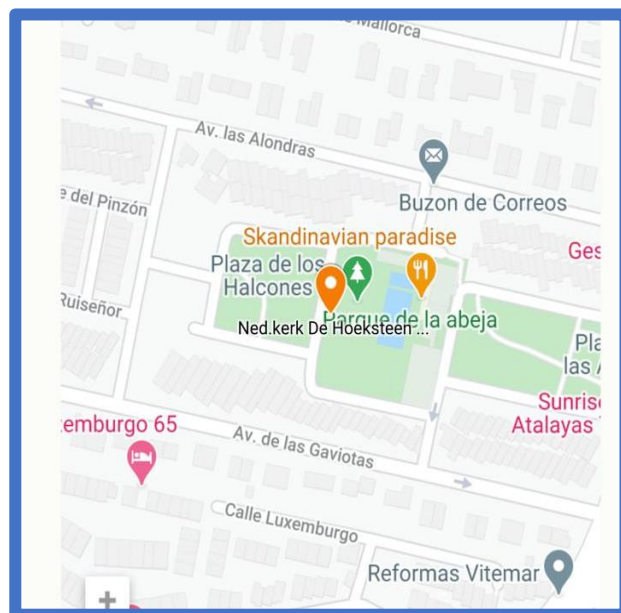 Mallorca
Av. las Alondras
e del Pinzón
Buzon de Correos
Skandinavian paradise
Ges
Plaza de los
Halcones
Ruiseñor
Parque de la abeja
Ned.kerk De Hoeksteen ...
Pla
las
Sunris
Atalayas
emburgo 65
Av. de las Gaviotas
Calle Luxemburgo
Reformas Vitemar
+